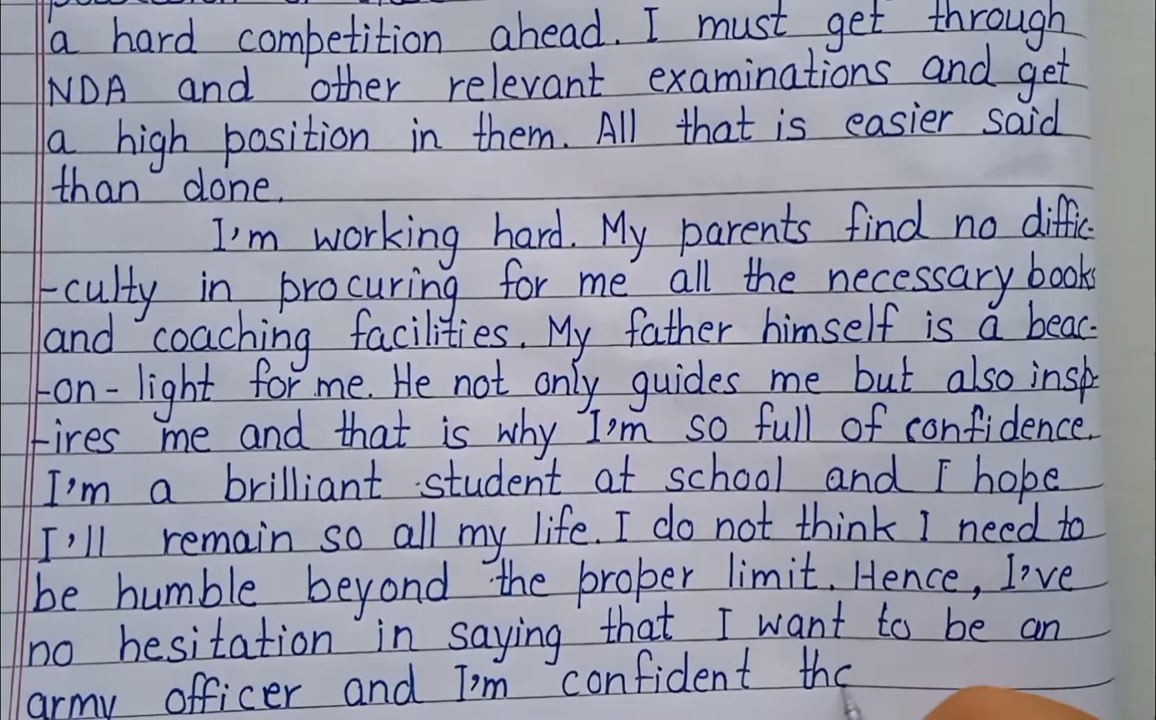 a hard competition ahead. I must get through
NDA and other relevant examinations and get
a high position in them. All that is easier said
than done.
I'm working hard. My parents find no diffic-
-culty in procuring for me all the necessary books
and coaching facilities. My father himself is a beac-
-on-light for me. He not only guides me but also insp-
-ires me and that is why I'm so full of confidence.
I'm a brilliant student at school and I hope
I'll remain so all my life. I do not think I need to
be humble beyond the proper limit. Hence, I've
no hesitation in saying that I want to be an
army officer and I'm confident